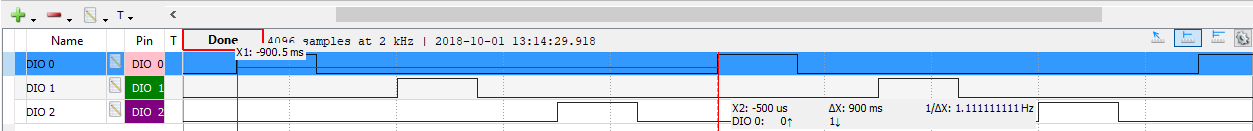 T
Name Pin T Done 4096 samples at 2 kHz | 2018-10-01 13:14:29.918
X1: -900.5 ms
DIO 0 DIO 0
DIO 1 DIO 1
DIO 2 DIO 2
X2: -500 us ΔX: 900 ms 1/ΔX: 1.111111111 Hz
DIO 0: 0↑ 1↓